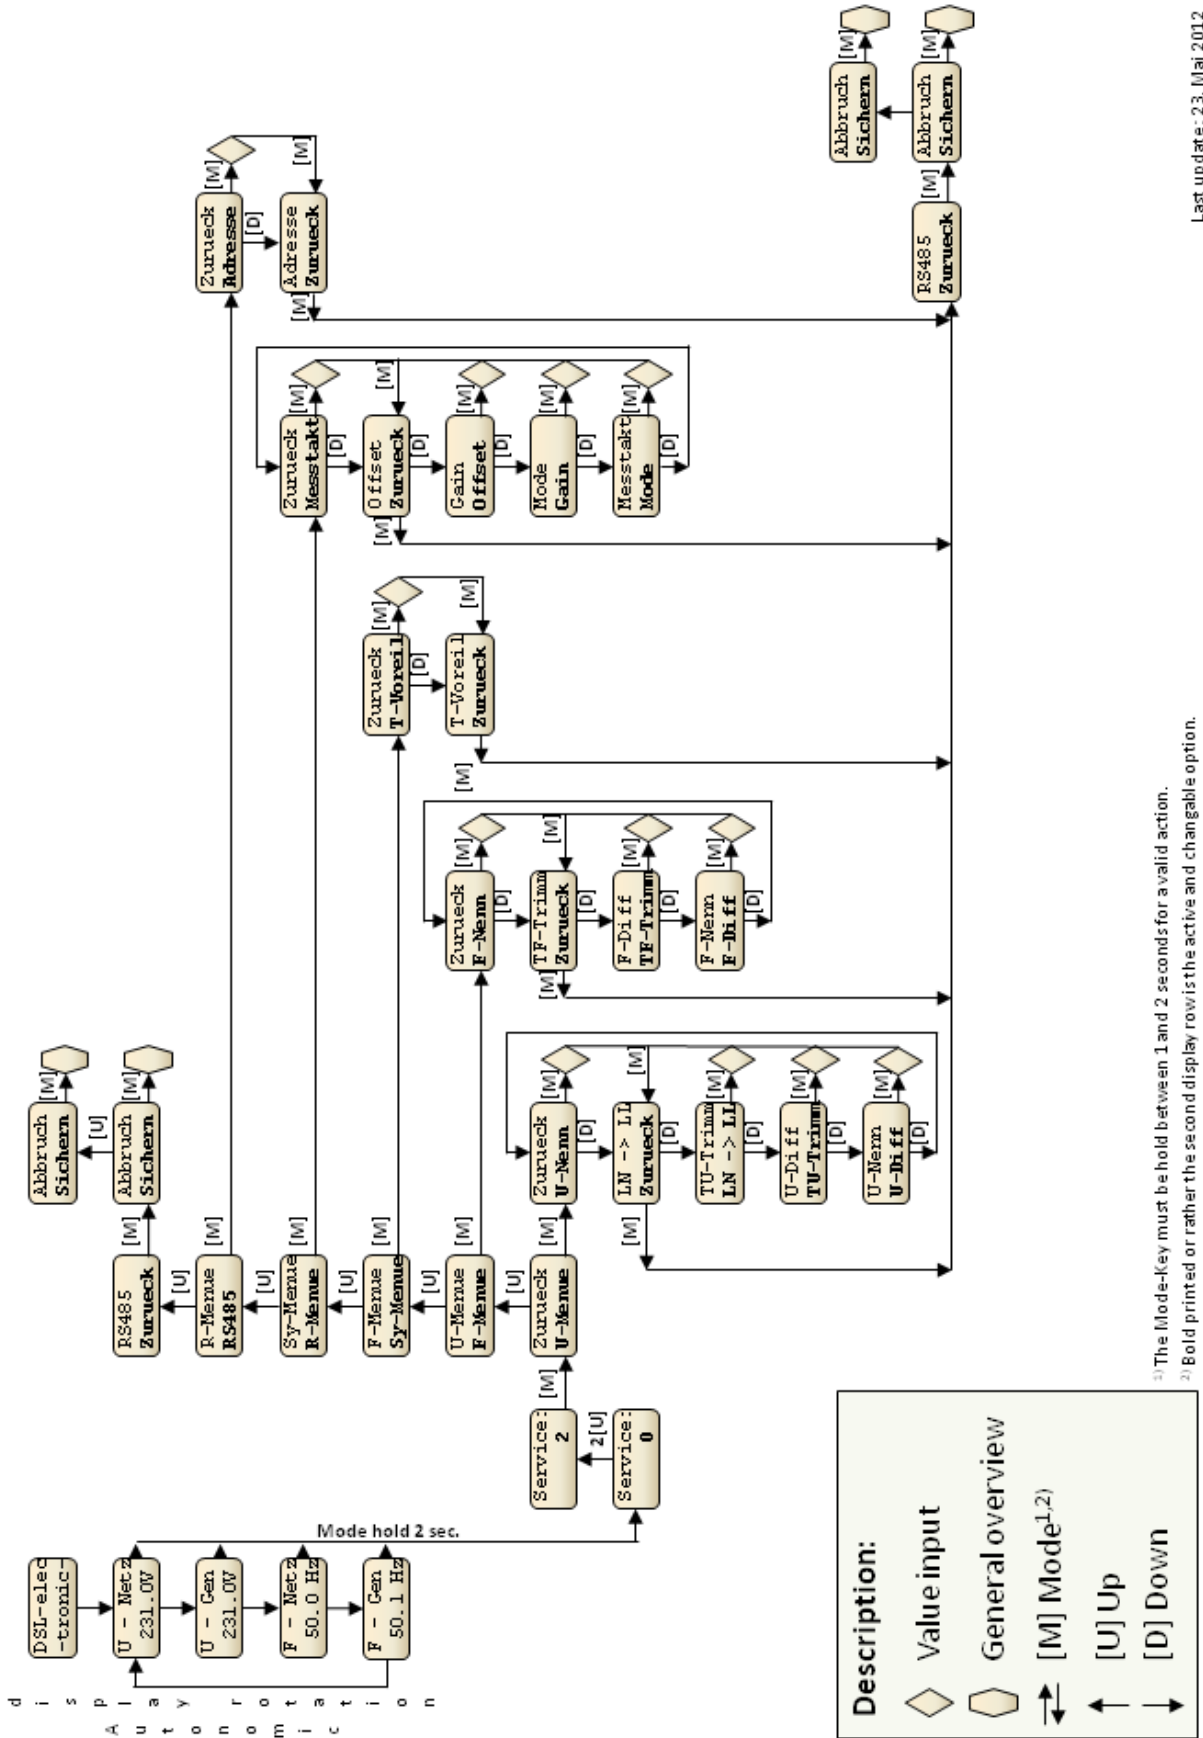 Autonomic
display rotation
DSL-elec
-tronic-
U - Netz
231.0V
U - Gen
231.0V
F - Netz
50.0 Hz
F - Gen
50.1 Hz
Mode hold 2 sec.
Service:
2
2[U]
Service:
0
[M]
RS485
Zurueck
[M]
[U]
R-Menue
RS485
[M]
[U]
Sy-Menue
R-Menue
[M]
[U]
F-Menue
Sy-Menue
[M]
[U]
U-Menue
F-Menue
[M]
[U]
Zurueck
U-Menue
[M]
Abbruch
Sichern
[M]
[U]
Abbruch
Sichern
[M]
Zurueck
U-Nenn
[M]
[D]
LN -> LL
Zurueck
[M]
[M]
[D]
TU-Trimm
LN -> LL
[M]
[D]
U-Diff
TU-Trimm
[M]
[D]
U-Nenn
U-Diff
[M]
[D]
Zurueck
F-Nenn
[M]
[D]
TF-Trimm
Zurueck
[M]
[M]
[D]
F-Diff
TF-Trimm
[M]
[D]
F-Nenn
F-Diff
[M]
[D]
Zurueck
T-Voreil
[M]
[D]
T-Voreil
Zurueck
[M]
[M]
Zurueck
Messtakt
[M]
[D]
Offset
Zurueck
[M]
[M]
[D]
Gain
Offset
[M]
[D]
Mode
Gain
[M]
[D]
Messtakt
Mode
[M]
[D]
Zurueck
Adresse
[M]
[D]
Adresse
Zurueck
[M]
[M]
RS485
Zurueck
[M]
Abbruch
Sichern
[M]
Abbruch
Sichern
[M]
Description:
Value input
General overview
[M] Mode1,2)
[U] Up
[D] Down
1) The Mode-Key must be hold between 1 and 2 seconds for a valid action.
2) Bold printed or rather the second display row is the active and changable option.
Last update: 23. Mai 2012